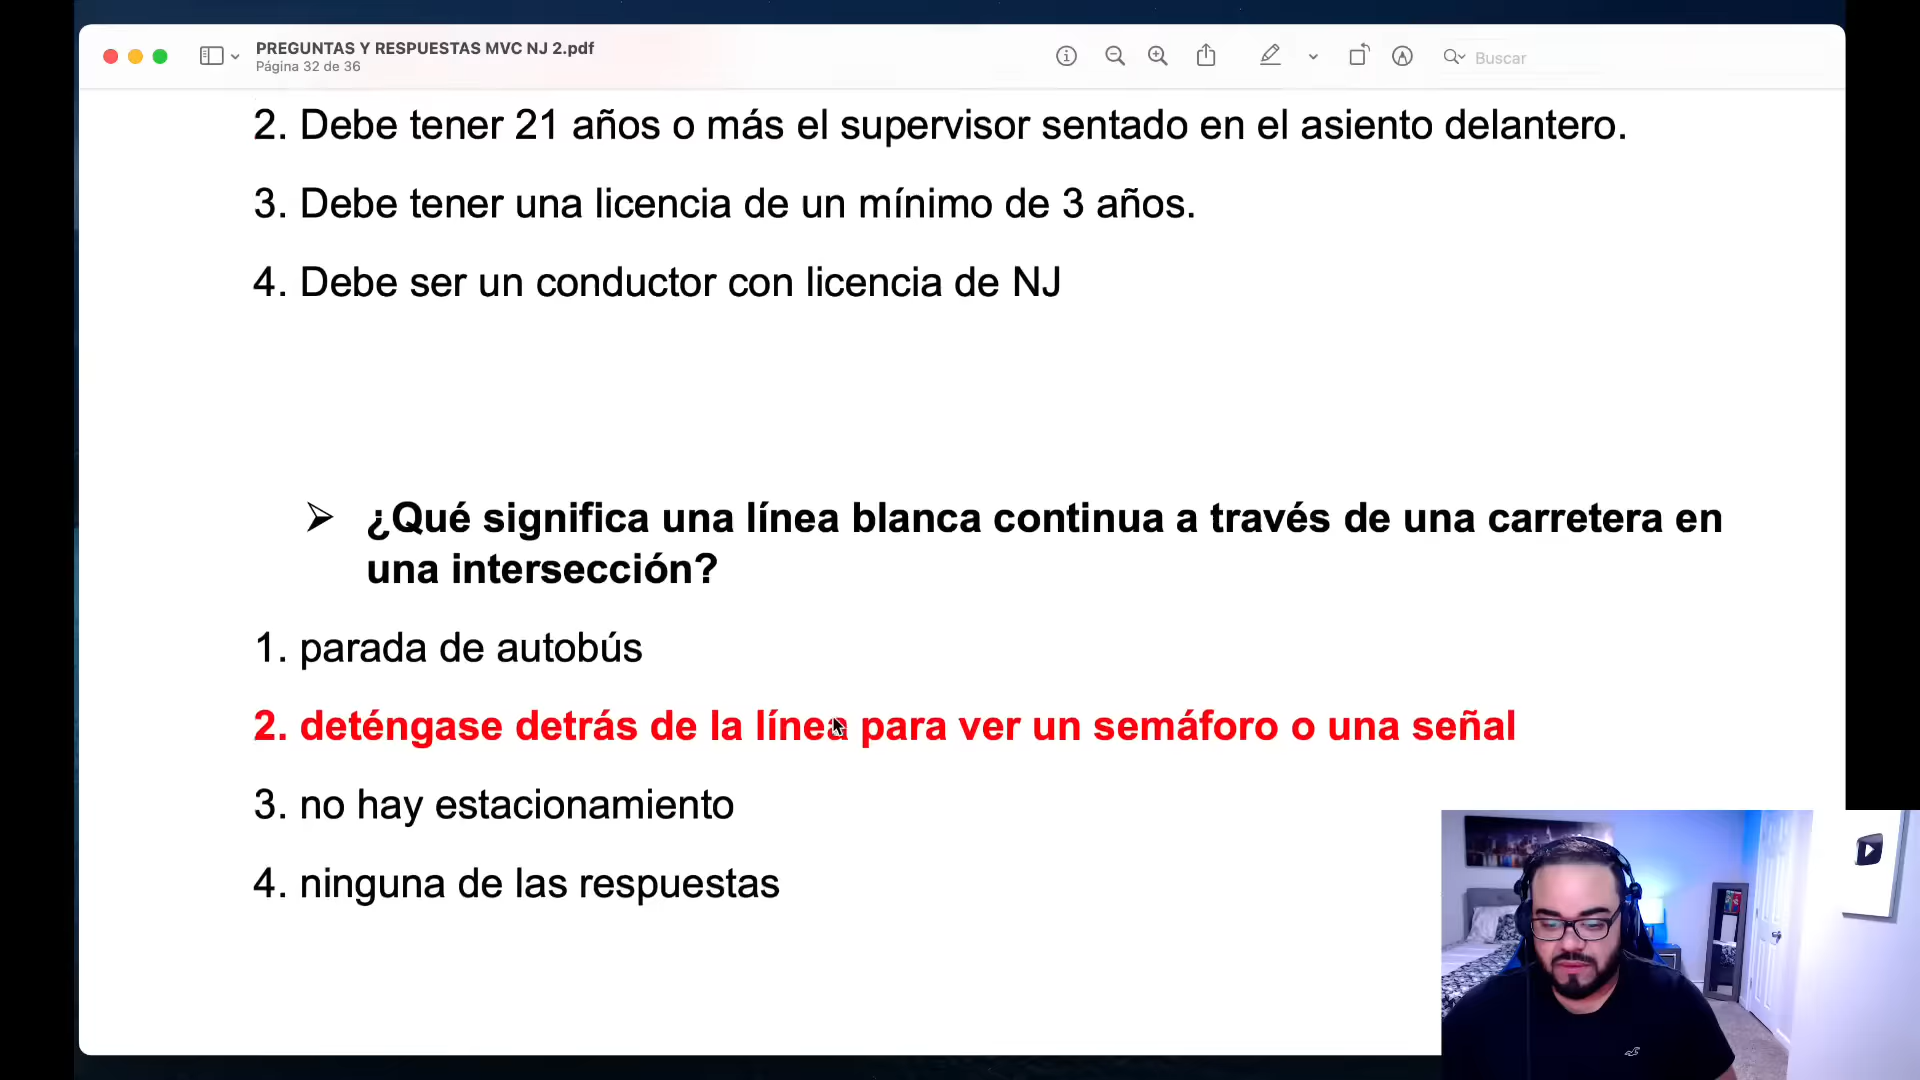 PREGUNTAS Y RESPUESTAS MVC NJ 2.pdf
Página 32 de 36
Buscar
2. Debe tener 21 años o más el supervisor sentado en el asiento delantero.
3. Debe tener una licencia de un mínimo de 3 años.
4. Debe ser un conductor con licencia de NJ
➢ ¿Qué significa una línea blanca continua a través de una carretera en
una intersección?
1. parada de autobús
2. deténgase detrás de la línea para ver un semáforo o una señal
3. no hay estacionamiento
4. ninguna de las respuestas